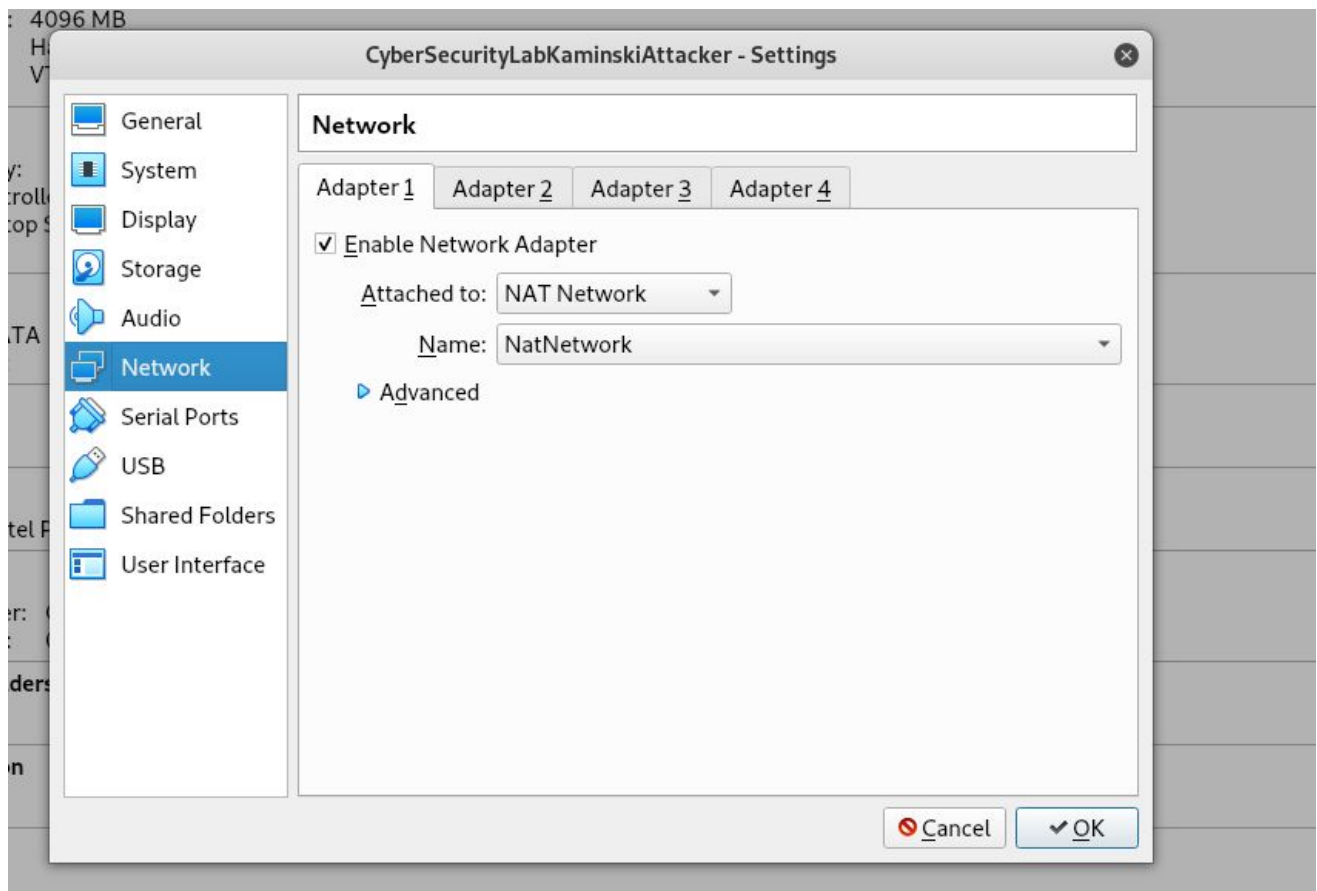 : 4096 MB
CyberSecurityLabKaminskiAttacker - Settings
General
System
Display
Storage
Audio
Network
Serial Ports
USB
Shared Folders
User Interface
Network
Adapter 1 Adapter 2 Adapter 3 Adapter 4
Enable Network Adapter
Attached to: NAT Network
Name: NatNetwork
Advanced
Cancel OK